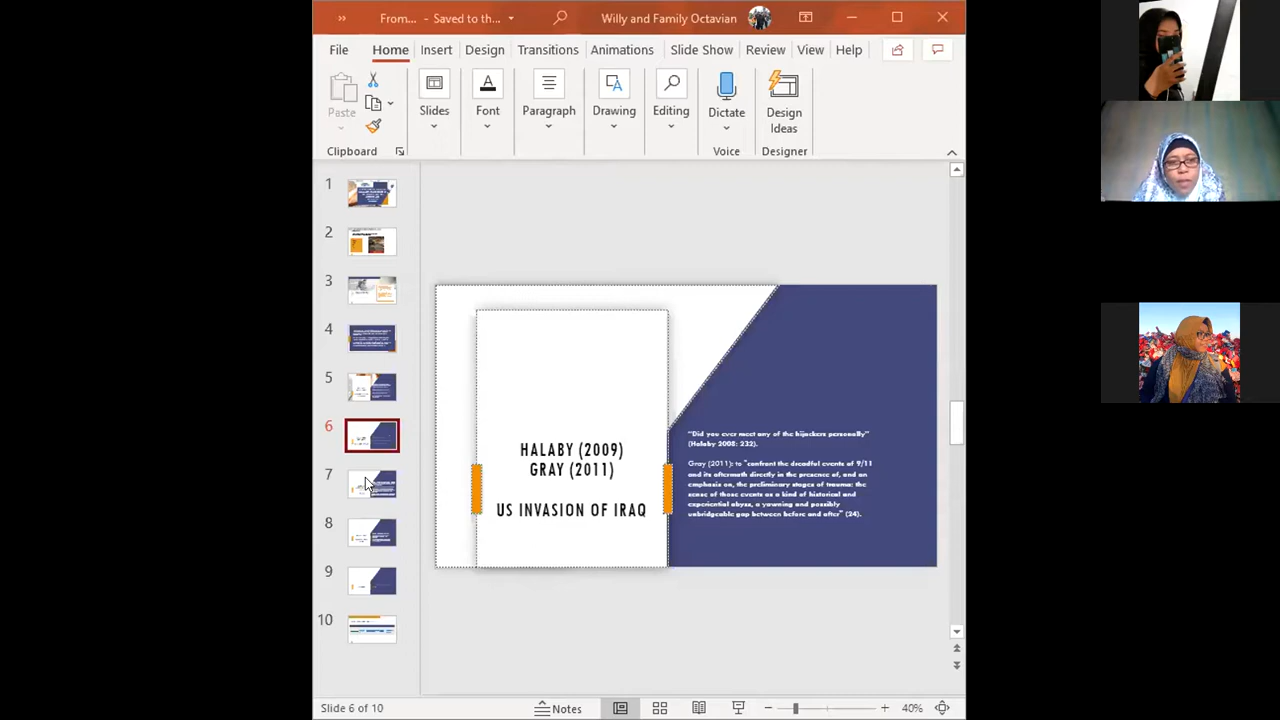 From... - Saved to th...
Willy and Family Octavian
File Home Insert Design Transitions Animations Slide Show Review View Help
Paste
Slides
Font
Paragraph
Drawing
Editing
Dictate
Design
Ideas
Clipboard
Voice
Designer
1
2
3
4
5
6
7
8
9
10
HALABY (2009)
GRAY (2011)
US INVASION OF IRAQ
"Did you ever meet any of the hijackers personally"
(Halaby 2008: 232).
Gray (2011): to "confront the dreadful events of 9/11
and its aftermath directly in the presence of, and an
emphasis on, the preliminary stages of trauma: the
sense of those events as a kind of historical and
experiential abyss, a yawning and possibly
unbridgeable gap between before and after" (24).
Slide 6 of 10
Notes
40%